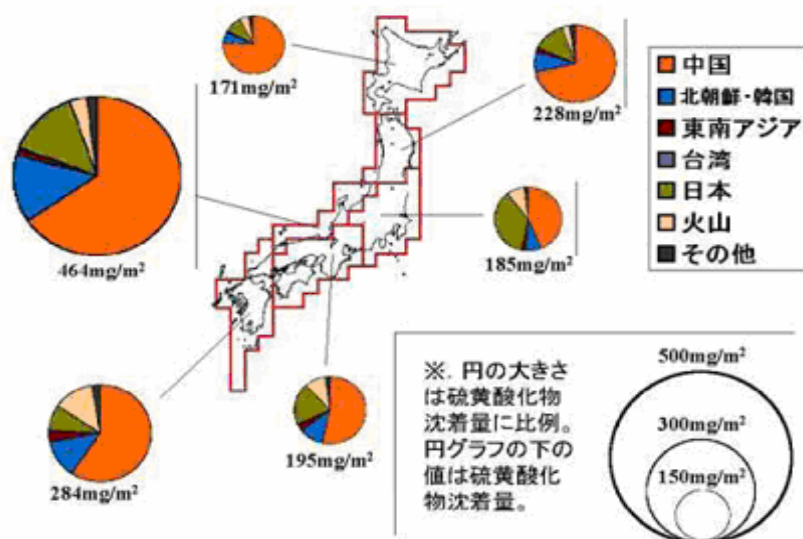 171mg/m²
228mg/m²
464mg/m²
185mg/m²
284mg/m²
195mg/m²
中国
北朝鮮・韓国
東南アジア
台湾
日本
火山
その他
※．円の大きさ
は硫黄酸化物
沈着量に比例。
円グラフの下の
値は硫黄酸化
物沈着量。
500mg/m²
300mg/m²
150mg/m²